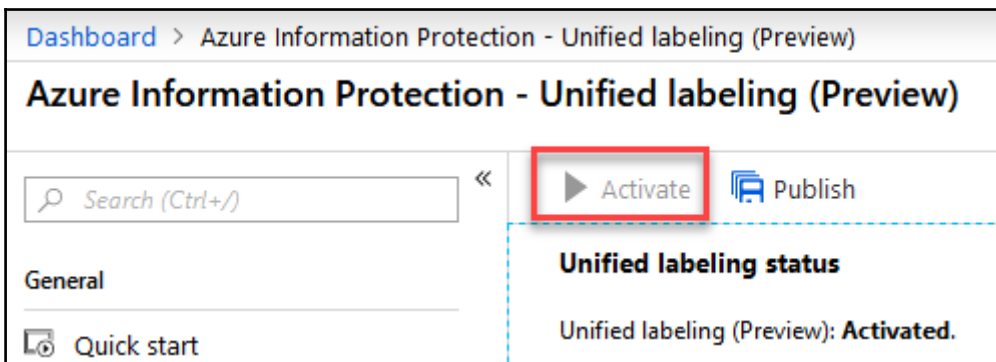 Dashboard > Azure Information Protection - Unified labeling (Preview)
Azure Information Protection - Unified labeling (Preview)
Search (Ctrl+/)
«
Activate
Publish
General
Quick start
Unified labeling status
Unified labeling (Preview): Activated.